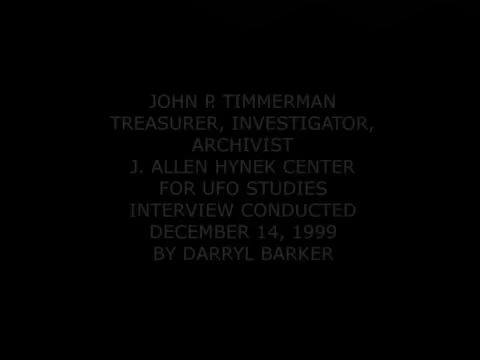 JOHN P. TIMMERMAN
TREASURER, INVESTIGATOR,
ARCHIVIST
J. ALLEN HYNEK CENTER
FOR UFO STUDIES
INTERVIEW CONDUCTED
DECEMBER 14, 1999
BY DARRYL BARKER